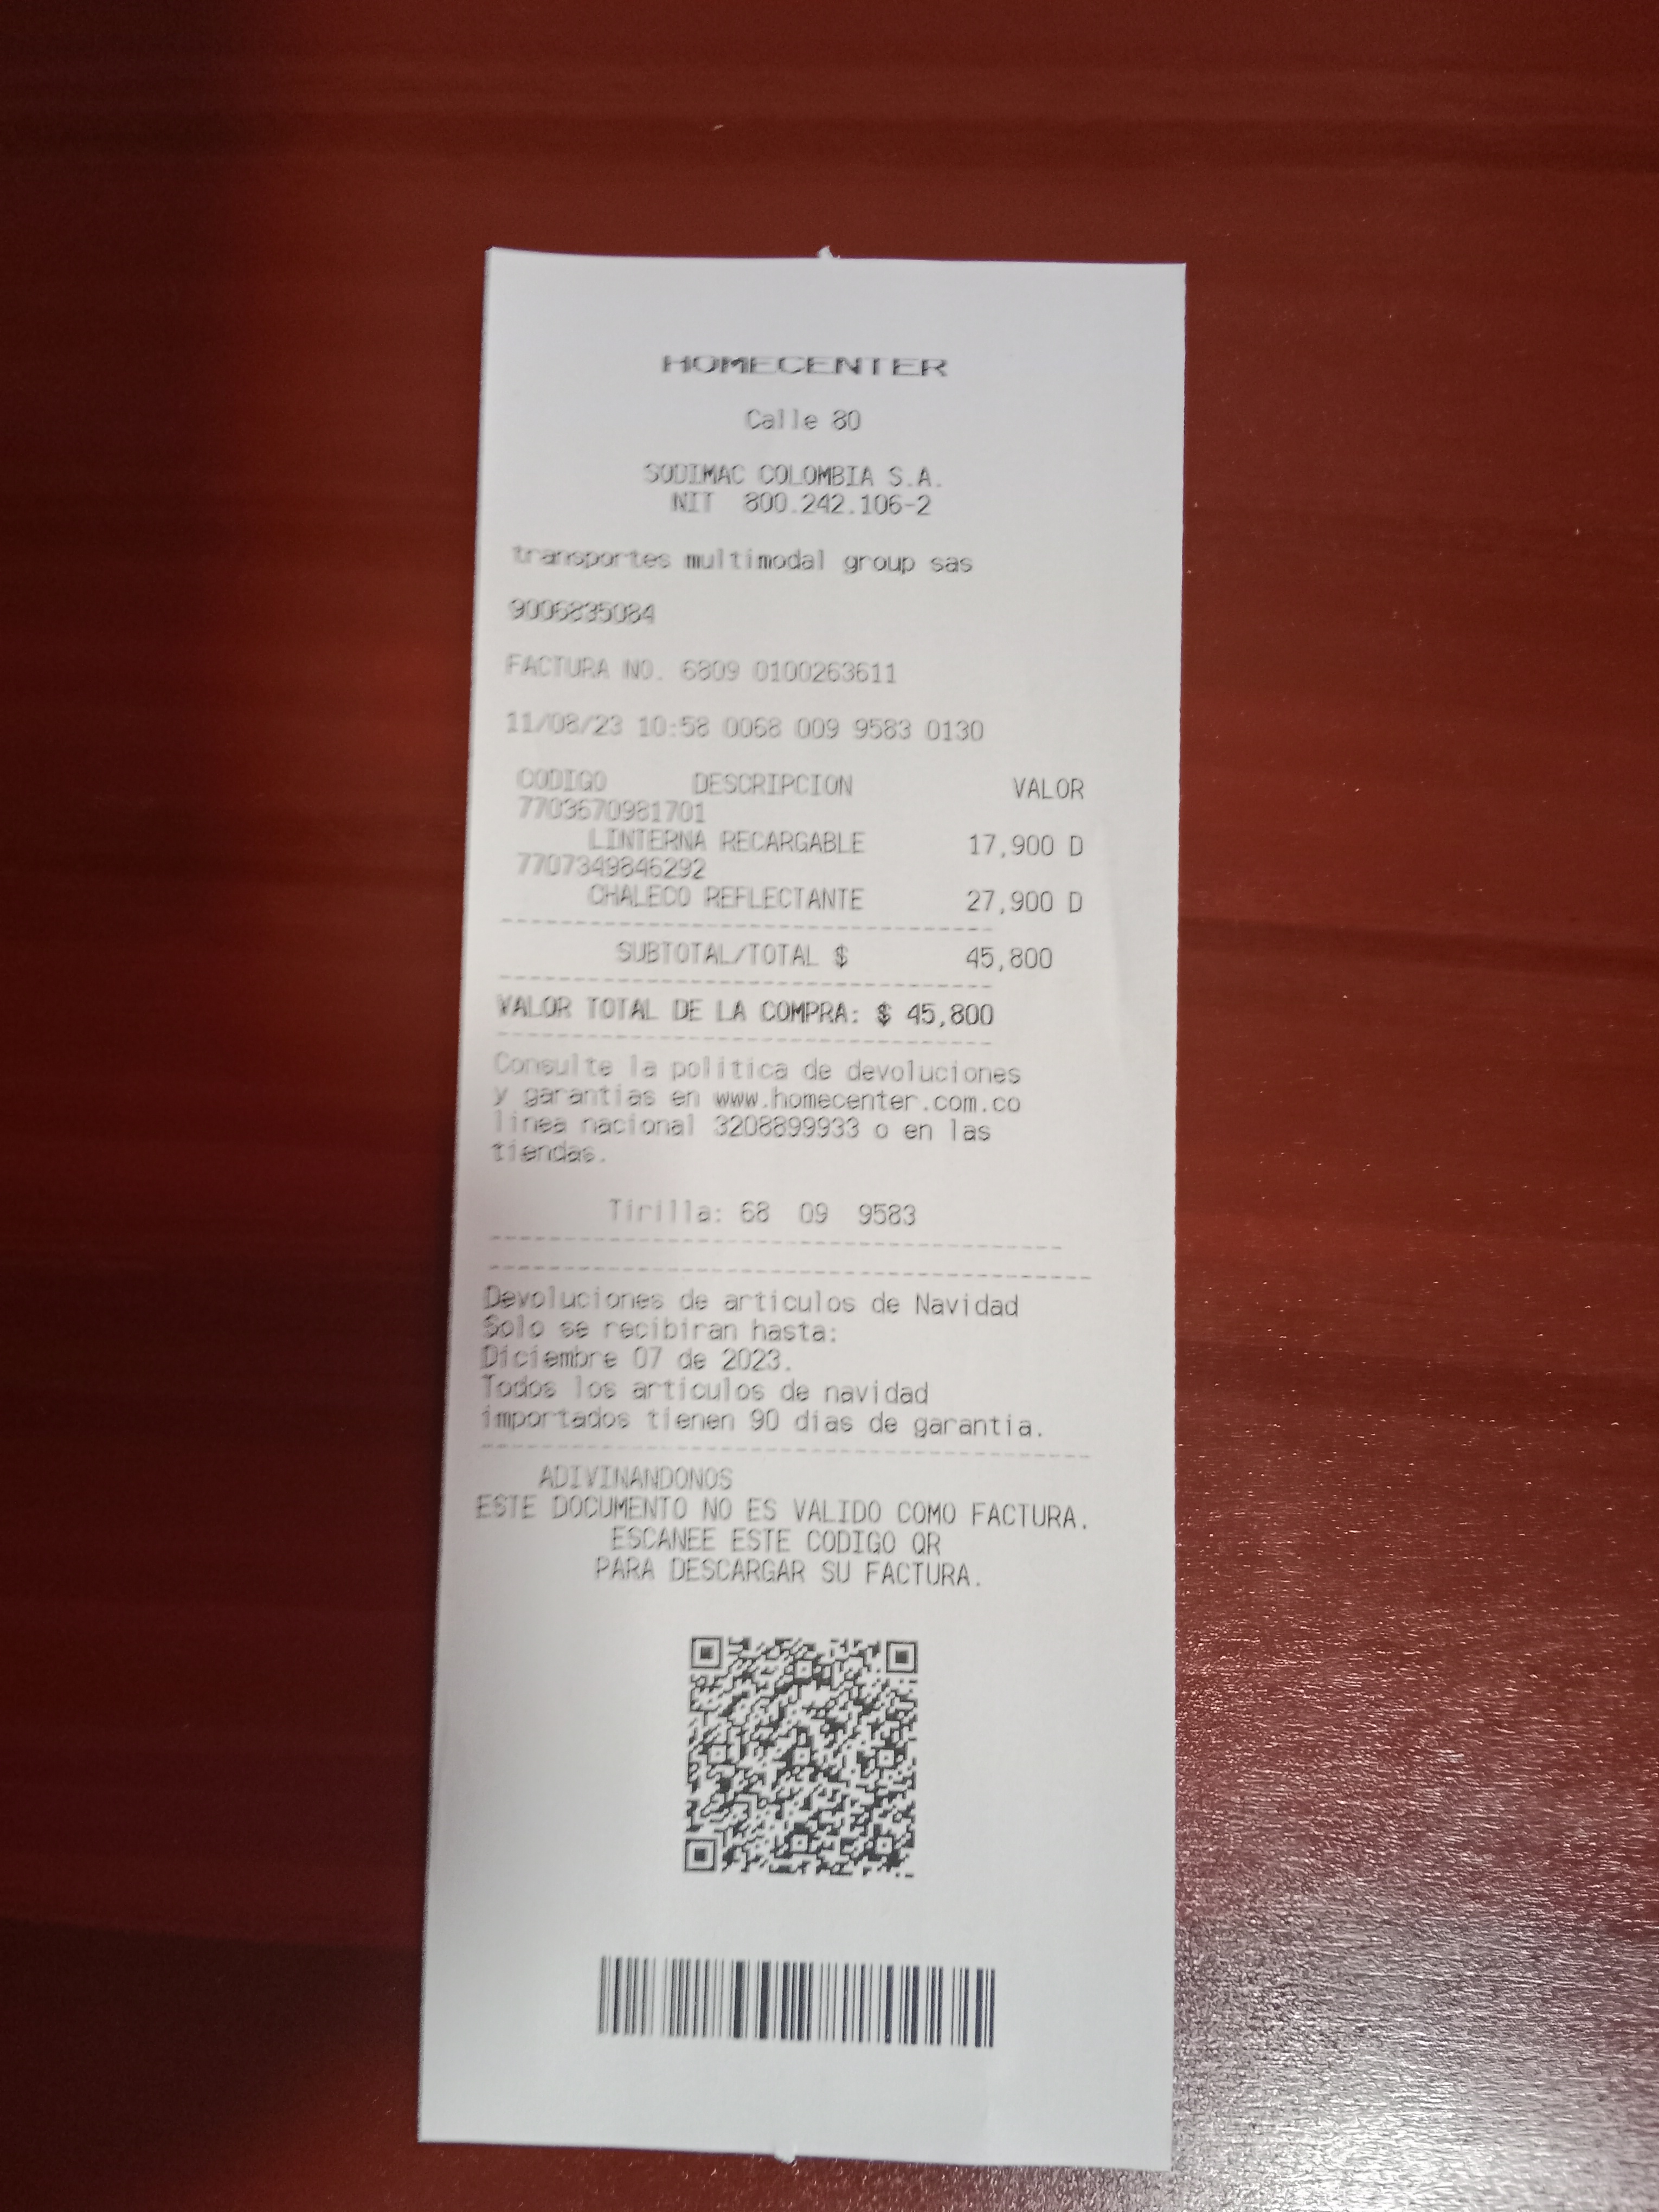 HOMECENTER
Calle 80
SODIMAC COLOMBIA S.A.
NIT 800.242.106-2
transportes multimodal group sas
9006835084
FACTURA NO. 6809 0100263611
11/08/23 10:58 0068 009 9583 0130
CODIGO DESCRIPCION VALOR
7703670981701
LINTERNA RECARGABLE 17,900 D
7707349846292
CHALECO REFLECTANTE 27,900 D
SUBTOTAL/TOTAL $ 45,800
VALOR TOTAL DE LA COMPRA: $ 45,800
Consulte la politica de devoluciones
y garantias en www.homecenter.com.co
linea nacional 3208899933 o en las
tiendas.
Tirilla: 68 09 9583
Devoluciones de articulos de Navidad
Solo se recibiran hasta:
Diciembre 07 de 2023.
Todos los articulos de navidad
importados tienen 90 dias de garantia.
ADIVINANDONOS
ESTE DOCUMENTO NO ES VALIDO COMO FACTURA.
ESCANEE ESTE CODIGO QR
PARA DESCARGAR SU FACTURA.